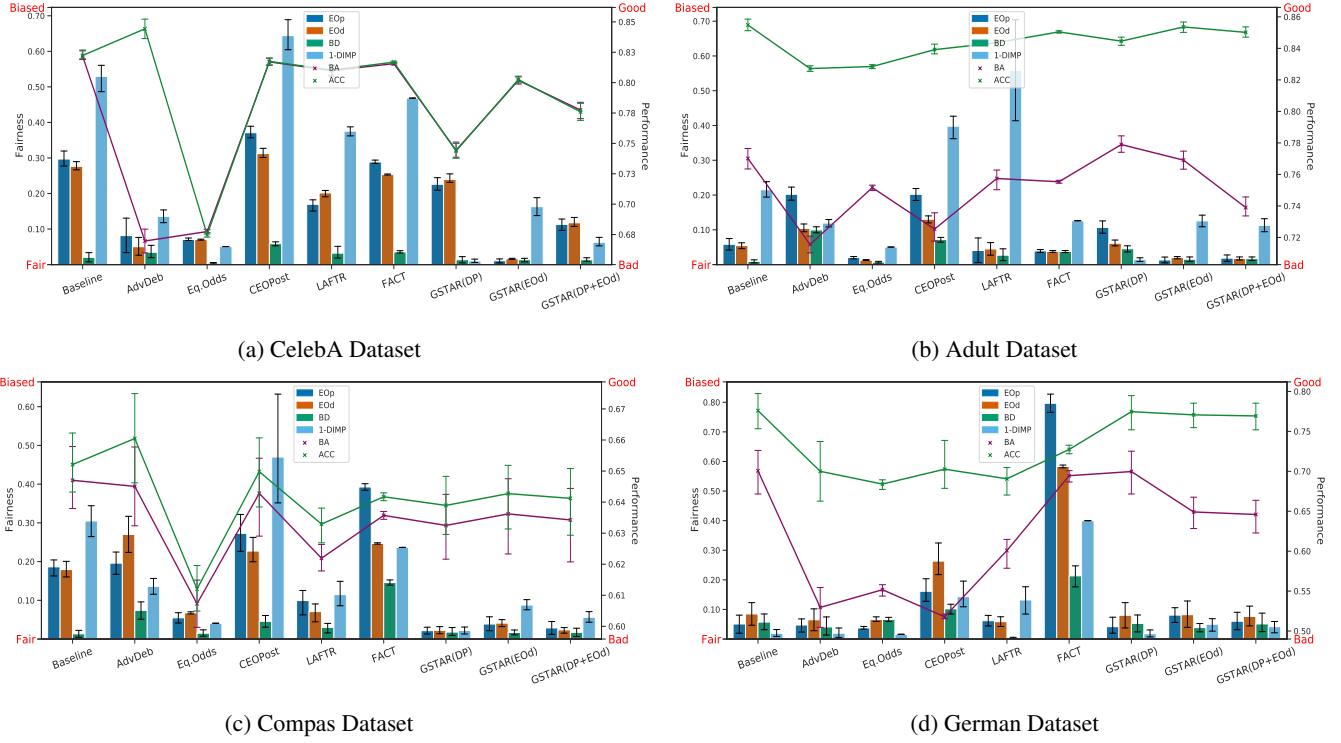 Biased
Good
0.70
0.60
0.50
0.40
0.30
0.20
0.10
Fair
Fairness
EOp
EOd
BD
1-DIMP
BA
ACC
0.85
0.83
0.80
0.78
0.75
0.73
0.70
0.68
Bad
Performance
Baseline
AdvDeb
Eq.Odds
CEOPost
LAFTR
FACT
GSTAR(DP)
GSTAR(EOd)
GSTAR(DP+EOd)
(a) CelebA Dataset
Biased
Good
0.70
0.60
0.50
0.40
0.30
0.20
0.10
Fair
Fairness
EOp
EOd
BD
1-DIMP
BA
ACC
0.86
0.84
0.82
0.80
0.78
0.76
0.74
0.72
Bad
Performance
Baseline
AdvDeb
Eq.Odds
CEOPost
LAFTR
FACT
GSTAR(DP)
GSTAR(EOd)
GSTAR(DP+EOd)
(b) Adult Dataset
Biased
Good
0.60
0.50
0.40
0.30
0.20
0.10
Fair
Fairness
EOp
EOd
BD
1-DIMP
BA
ACC
0.67
0.66
0.65
0.64
0.63
0.62
0.61
0.60
Bad
Performance
Baseline
AdvDeb
Eq.Odds
CEOPost
LAFTR
FACT
GSTAR(DP)
GSTAR(EOd)
GSTAR(DP+EOd)
(c) Compas Dataset
Biased
Good
0.80
0.70
0.60
0.50
0.40
0.30
0.20
0.10
Fair
Fairness
EOp
EOd
BD
1-DIMP
BA
ACC
0.80
0.75
0.70
0.65
0.60
0.55
0.50
Bad
Performance
Baseline
AdvDeb
Eq.Odds
CEOPost
LAFTR
FACT
GSTAR(DP)
GSTAR(EOd)
GSTAR(DP+EOd)
(d) German Dataset